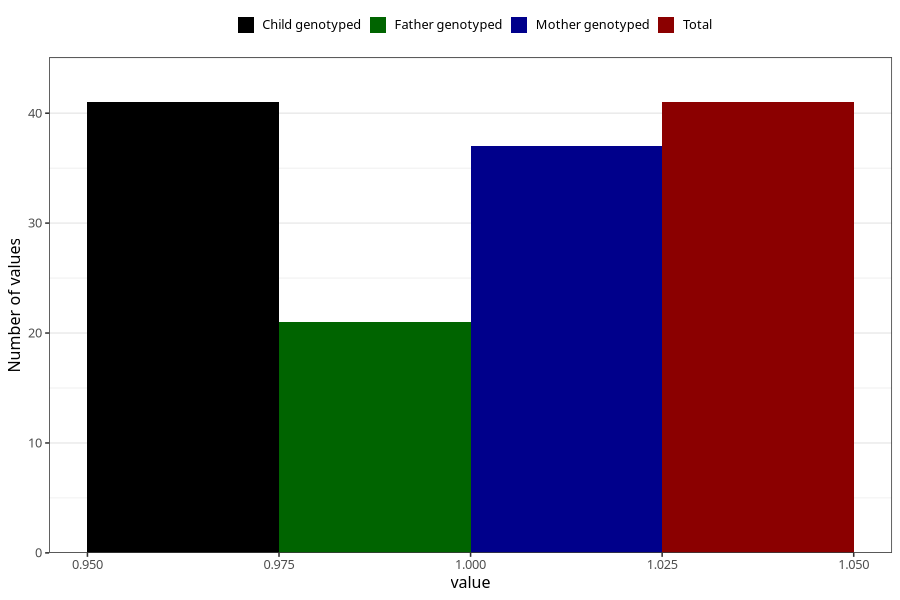 Child genotyped Father genotyped Mother genotyped Total
Number of values
40
30
20
10
0
0.950 0.975 1.000 1.025 1.050
value